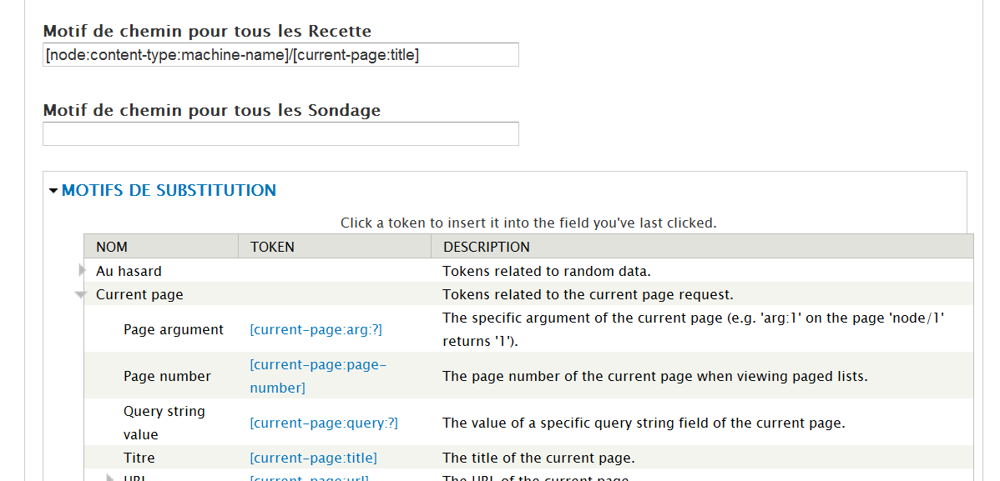 Motif de chemin pour tous les Recette
[node:content-type:machine-name]/[current-page:title]
Motif de chemin pour tous les Sondage
MOTIFS DE SUBSTITUTION
Click a token to insert it into the field you've last clicked.
NOM TOKEN DESCRIPTION
Au hasard Tokens related to random data.
Current page Tokens related to the current page request.
Page argument [current-page:arg:?] The specific argument of the current page (e.g. 'arg:1' on the page 'node/1'
returns '1').
Page number [current-page:page-
number] The page number of the current page when viewing paged lists.
Query string
value [current-page:query:?] The value of a specific query string field of the current page.
Titre [current-page:title] The title of the current page.
URL [current-page:url] The URL of the current page